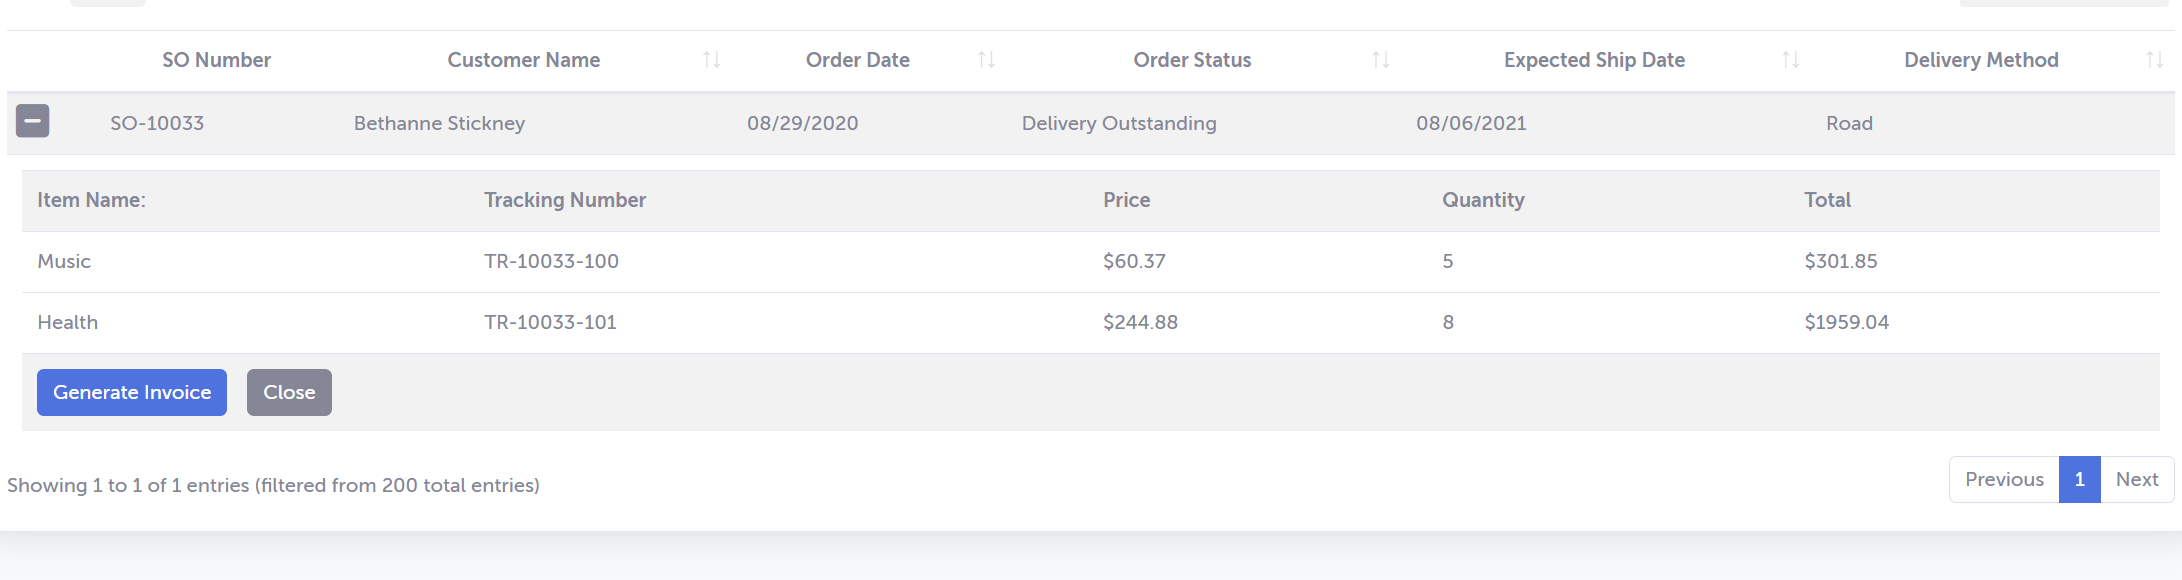 SO Number Customer Name Order Date Order Status Expected Ship Date Delivery Method
SO-10033 Bethanne Stickney 08/29/2020 Delivery Outstanding 08/06/2021 Road
Item Name: Tracking Number Price Quantity Total
Music TR-10033-100 $60.37 5 $301.85
Health TR-10033-101 $244.88 8 $1959.04
Generate Invoice Close
Showing 1 to 1 of 1 entries (filtered from 200 total entries) Previous 1 Next